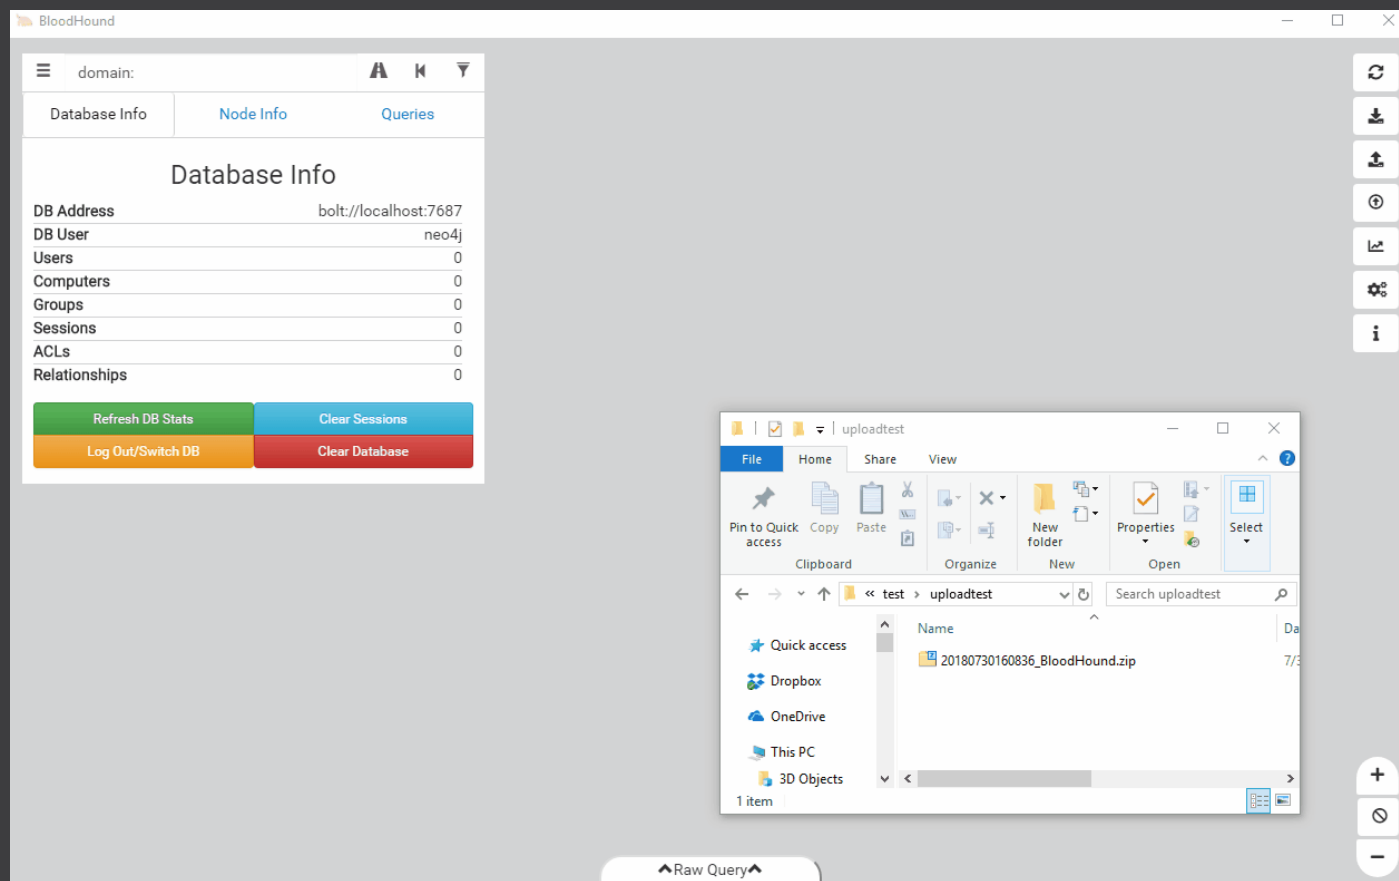 BloodHound
domain:
Database Info
Node Info
Queries
Database Info
DB Address bolt://localhost:7687
DB User neo4j
Users 0
Computers 0
Groups 0
Sessions 0
ACLs 0
Relationships 0
Refresh DB Stats
Clear Sessions
Log Out/Switch DB
Clear Database
uploadtest
File
Home
Share
View
Pin to Quick
access
Copy
Paste
New
folder
Properties
Select
Clipboard
Organize
New
Open
« test › uploadtest
Search uploadtest
Quick access
Dropbox
OneDrive
This PC
3D Objects
Name
Da
20180730160836_BloodHound.zip
7/3
1 item
Raw Query